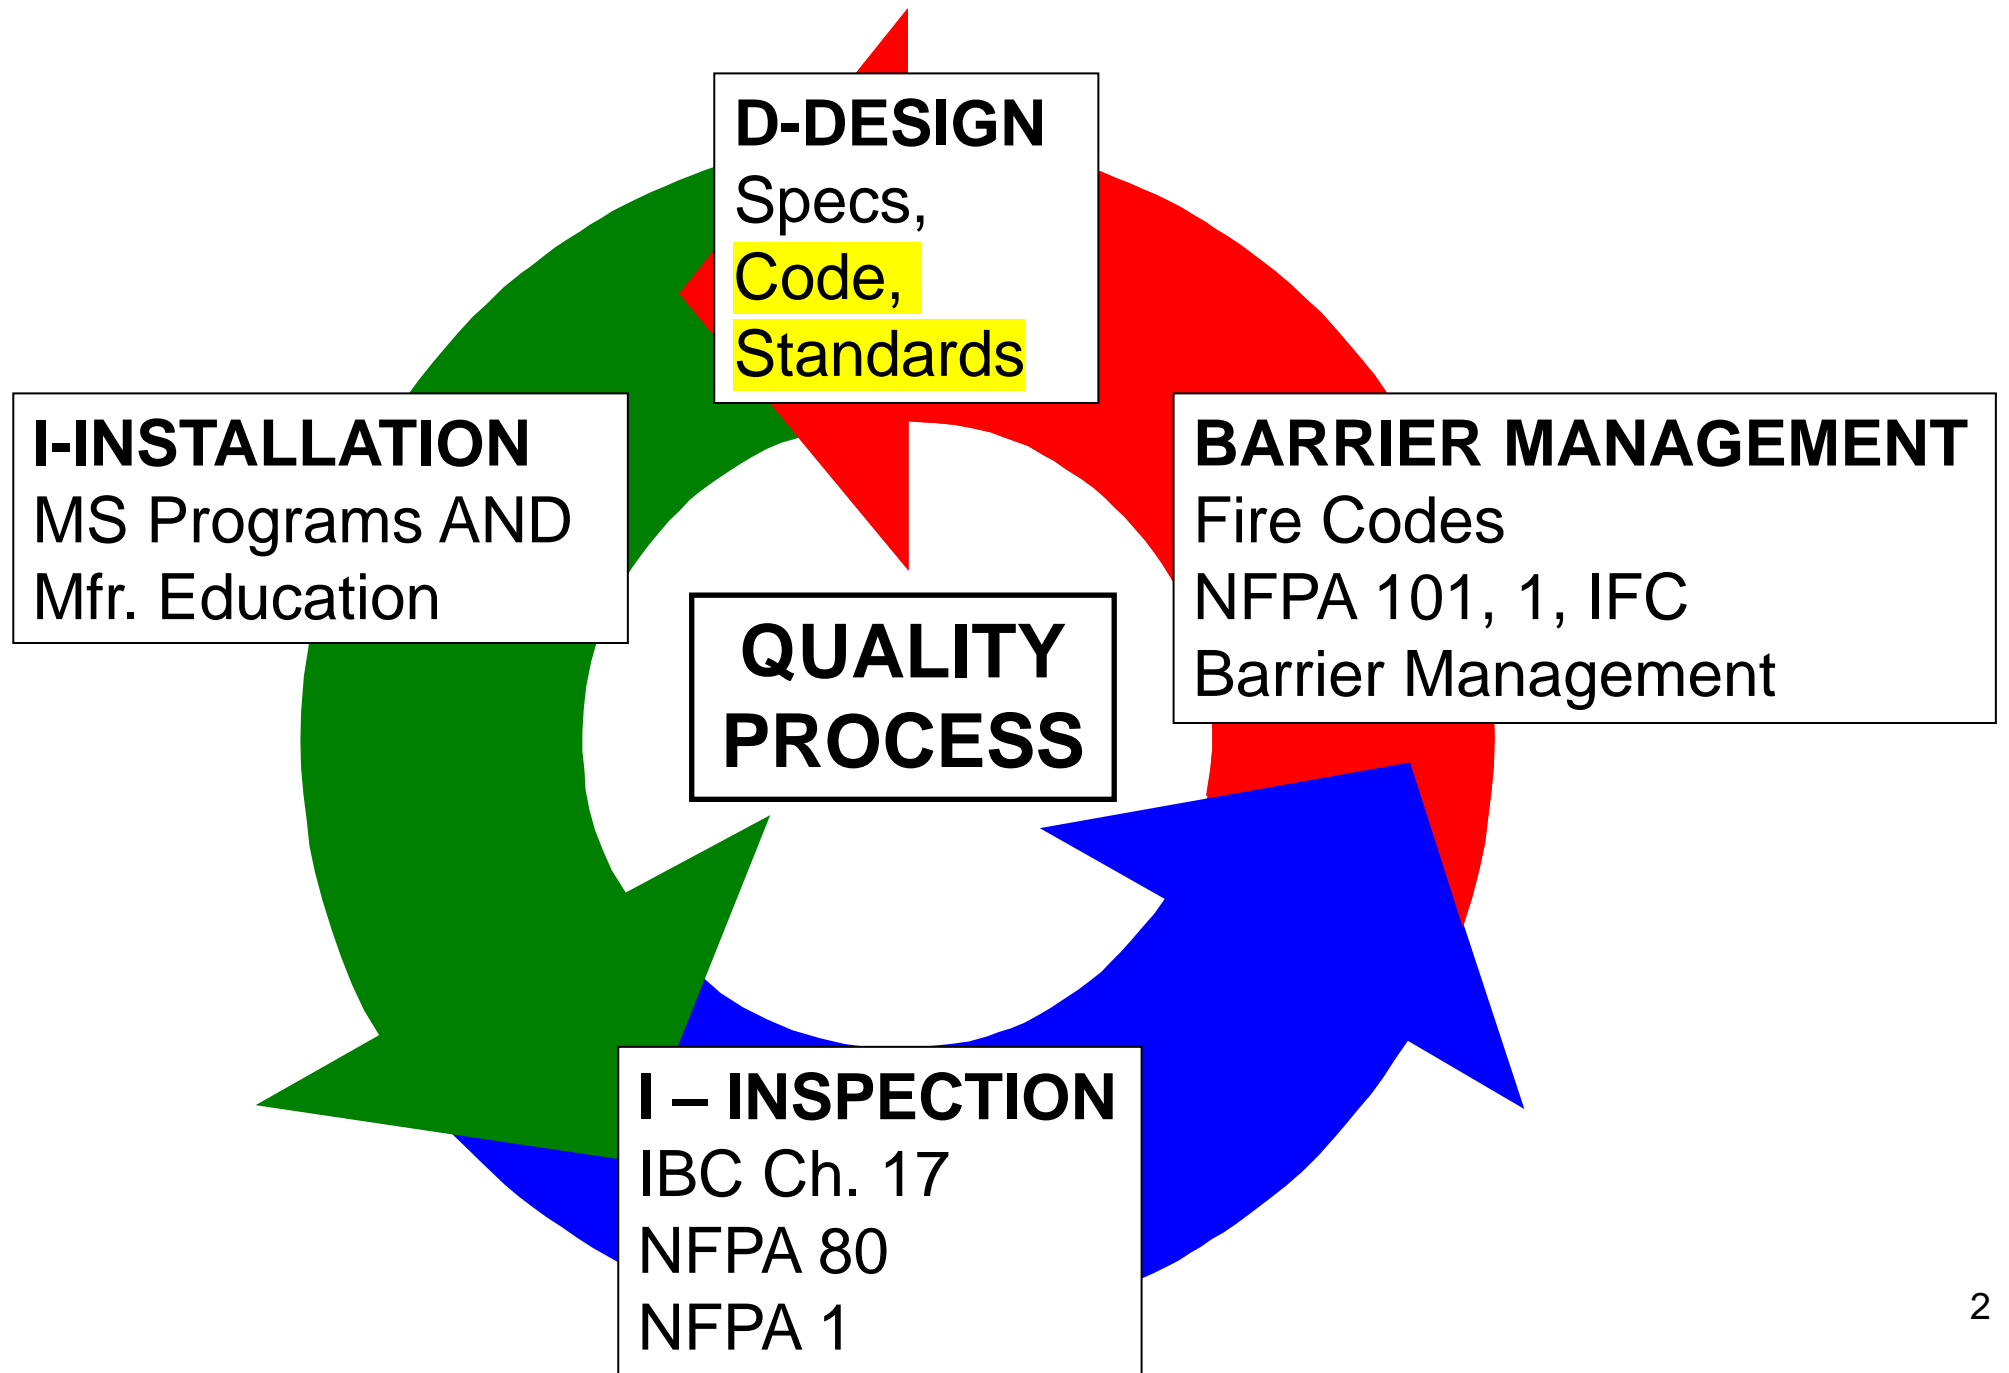 D-DESIGN
Specs,
Code,
Standards
I-INSTALLATION
MS Programs AND
Mfr. Education
BARRIER MANAGEMENT
Fire Codes
NFPA 101, 1, IFC
Barrier Management
QUALITY
PROCESS
I – INSPECTION
IBC Ch. 17
NFPA 80
NFPA 1
2